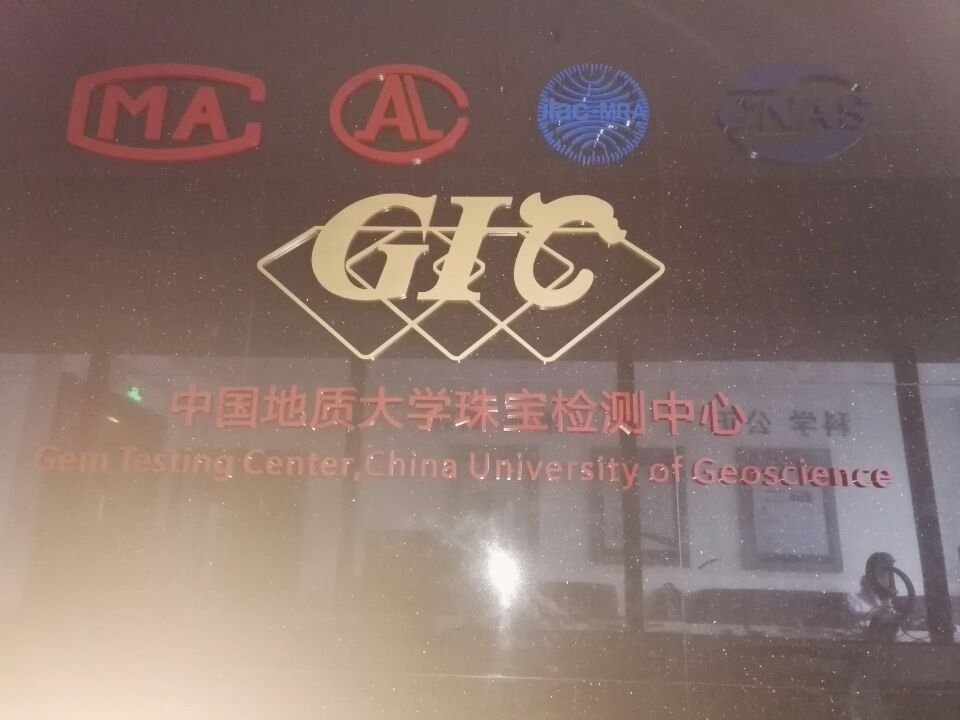 MA AL ilac-MRA CNAS
GIC
中国地质大学珠宝检测中心
Gem Testing Center,China University of Geoscience